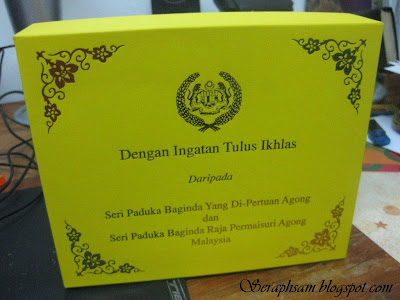 Dengan Ingatan Tulus Ikhlas
Daripada
Seri Paduka Baginda Yang Di-Pertuan Agong
dan
Seri Paduka Baginda Raja Permaisuri Agong
Malaysia
Seraphsam.blogspot.com